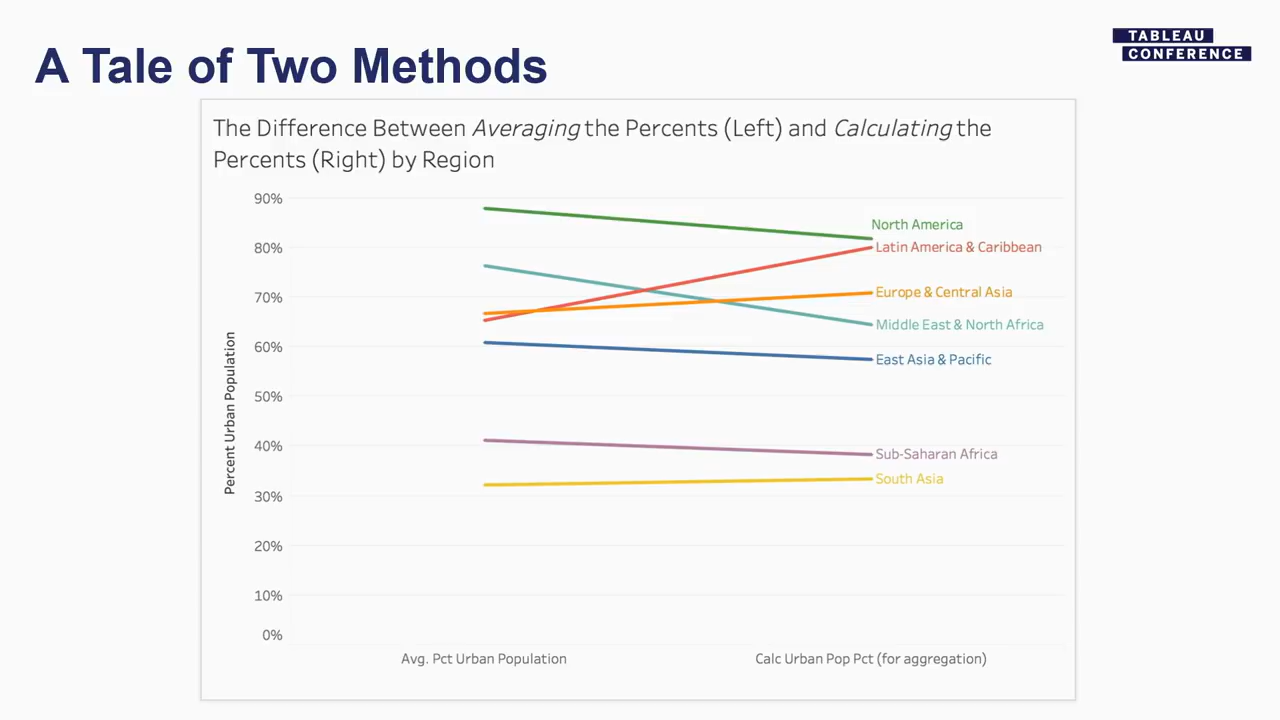 A Tale of Two Methods
TABLEAU
CONFERENCE
The Difference Between Averaging the Percents (Left) and Calculating the
Percents (Right) by Region
90%
80%
70%
60%
50%
40%
30%
20%
10%
0%
Percent Urban Population
North America
Latin America & Caribbean
Europe & Central Asia
Middle East & North Africa
East Asia & Pacific
Sub-Saharan Africa
South Asia
Avg. Pct Urban Population
Calc Urban Pop Pct (for aggregation)